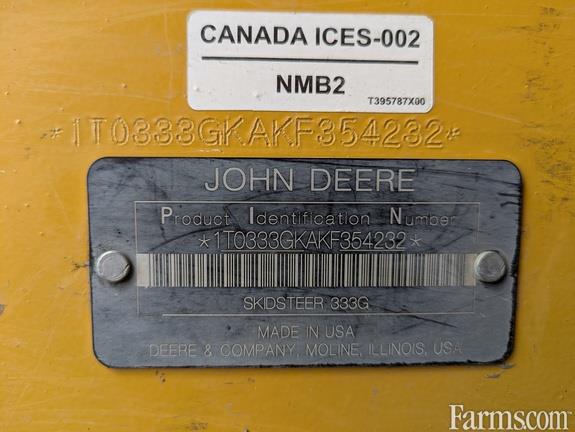 CANADA ICES-002
NMB2
T395787X00
*1T0333GKAKF354232*
JOHN DEERE
Product Identification Number
*1T0333GKAKF354232*
SKIDSTEER 333G
MADE IN USA
DEERE & COMPANY, MOLINE, ILLINOIS, USA
Farms.com